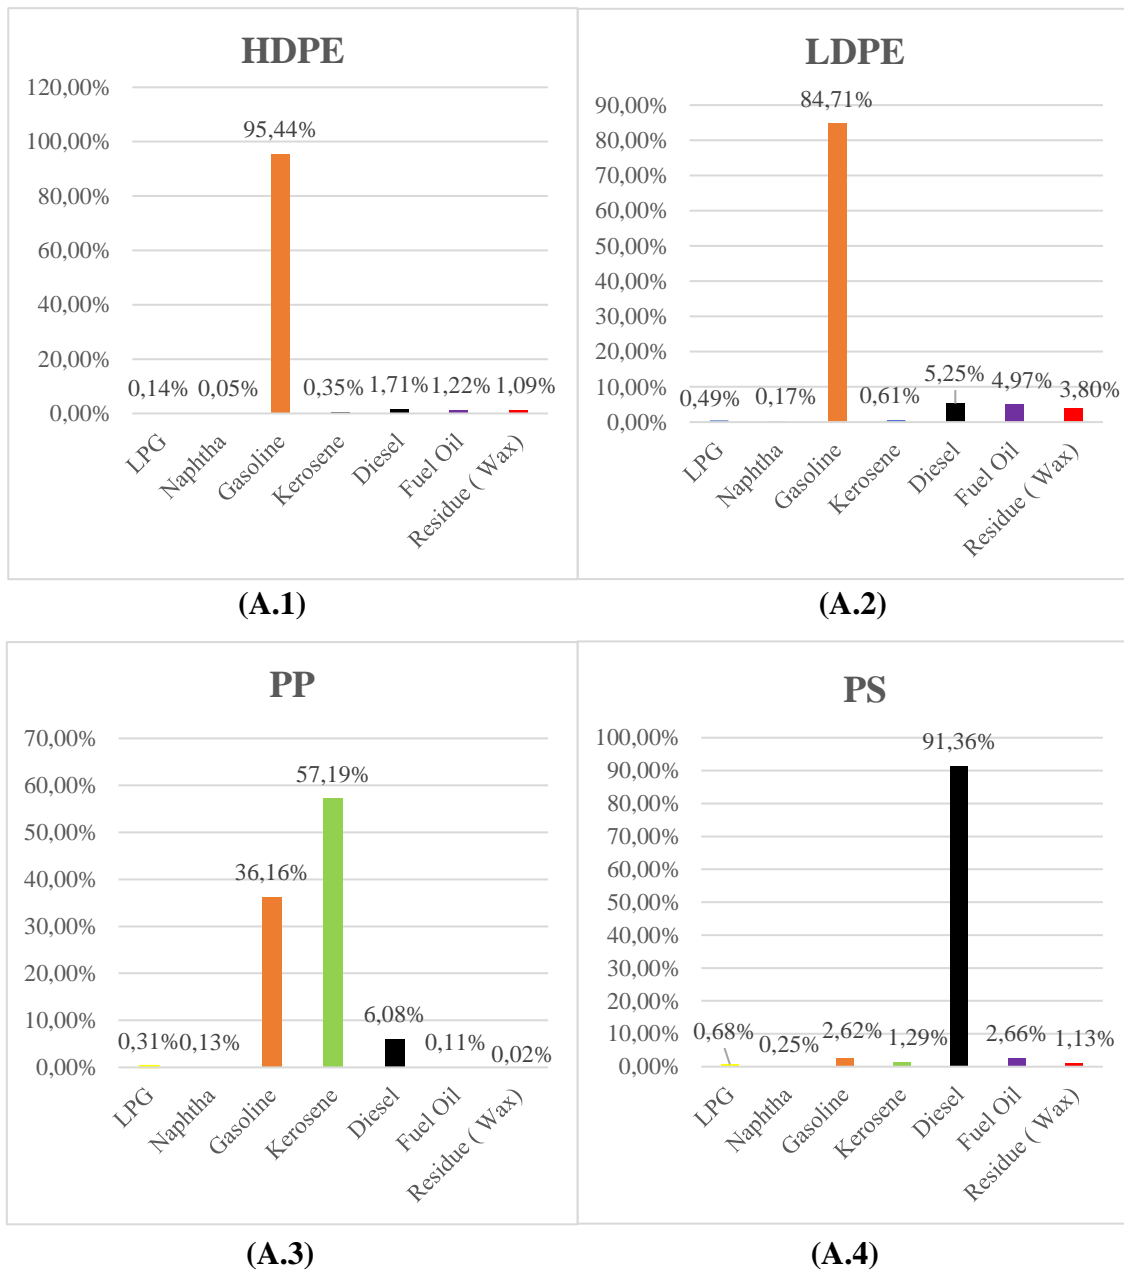 HDPE
120,00%
100,00%
80,00%
60,00%
40,00%
20,00%
0,00%
0,14%
0,05%
95,44%
0,35%
1,71%
1,22%
1,09%
LPG
Naphtha
Gasoline
Kerosene
Diesel
Fuel Oil
Residue ( Wax)
(A.1)
LDPE
90,00%
80,00%
70,00%
60,00%
50,00%
40,00%
30,00%
20,00%
10,00%
0,00%
0,49%
0,17%
84,71%
0,61%
5,25%
4,97%
3,80%
LPG
Naphtha
Gasoline
Kerosene
Diesel
Fuel Oil
Residue ( Wax)
(A.2)
PP
70,00%
60,00%
50,00%
40,00%
30,00%
20,00%
10,00%
0,00%
0,31%
0,13%
36,16%
57,19%
6,08%
0,11%
0,02%
LPG
Naphtha
Gasoline
Kerosene
Diesel
Fuel Oil
Residue ( Wax)
(A.3)
PS
100,00%
90,00%
80,00%
70,00%
60,00%
50,00%
40,00%
30,00%
20,00%
10,00%
0,00%
0,68%
0,25%
2,62%
1,29%
91,36%
2,66%
1,13%
LPG
Naphtha
Gasoline
Kerosene
Diesel
Fuel Oil
Residue ( Wax)
(A.4)